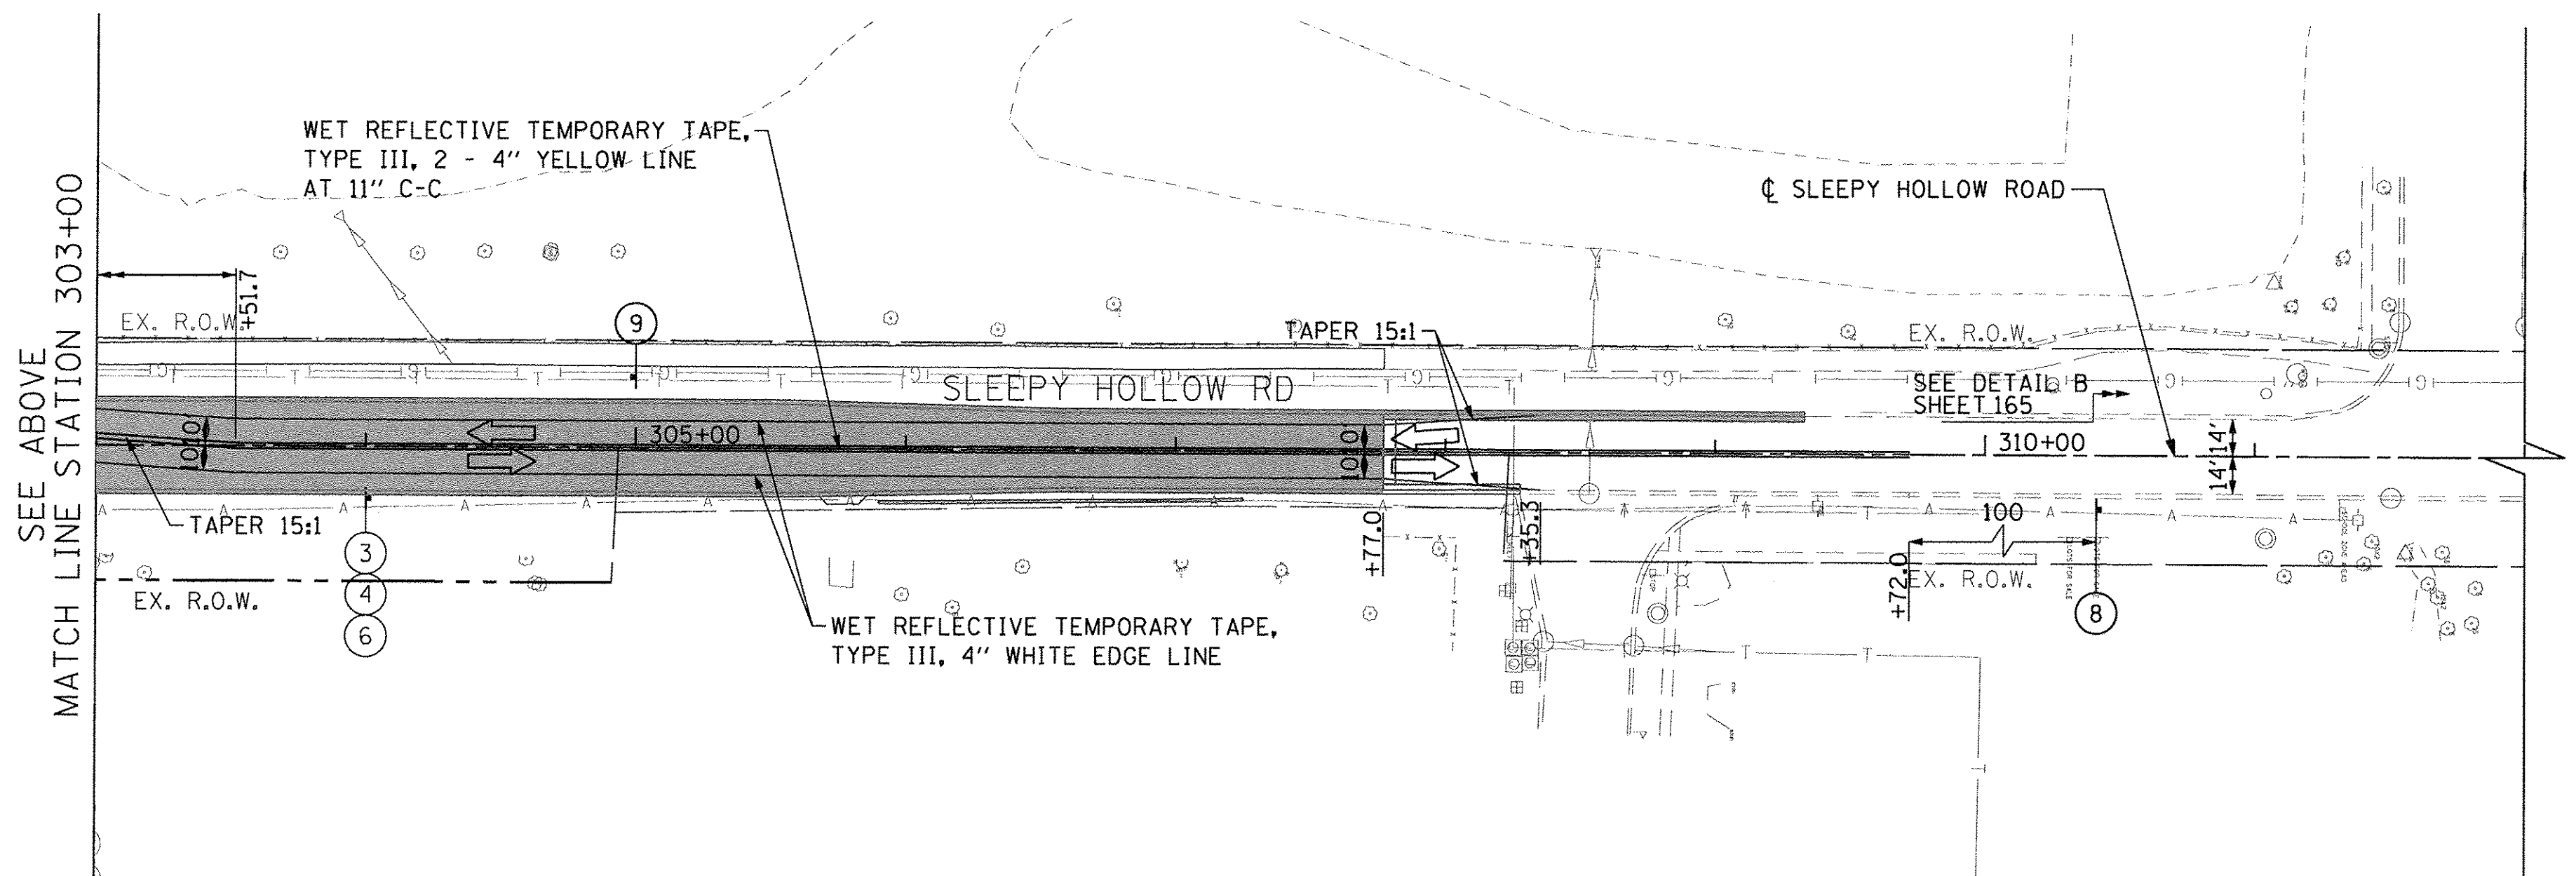 SEE ABOVE
MATCH LINE STATION 303+00
WET REFLECTIVE TEMPORARY TAPE,
TYPE III, 2 - 4" YELLOW LINE
AT 11" C-C
℄ SLEEPY HOLLOW ROAD
+51.7
EX. R.O.W.
9
TAPER 15:1
EX. R.O.W.
SLEEPY HOLLOW RD
SEE DETAIL B
SHEET 165
10'
10'
305+00
10'
10'
310+00
14'
14'
TAPER 15:1
3
4
6
EX. R.O.W.
+77.0
+35.3
100
+72.0
EX. R.O.W.
8
WET REFLECTIVE TEMPORARY TAPE,
TYPE III, 4" WHITE EDGE LINE